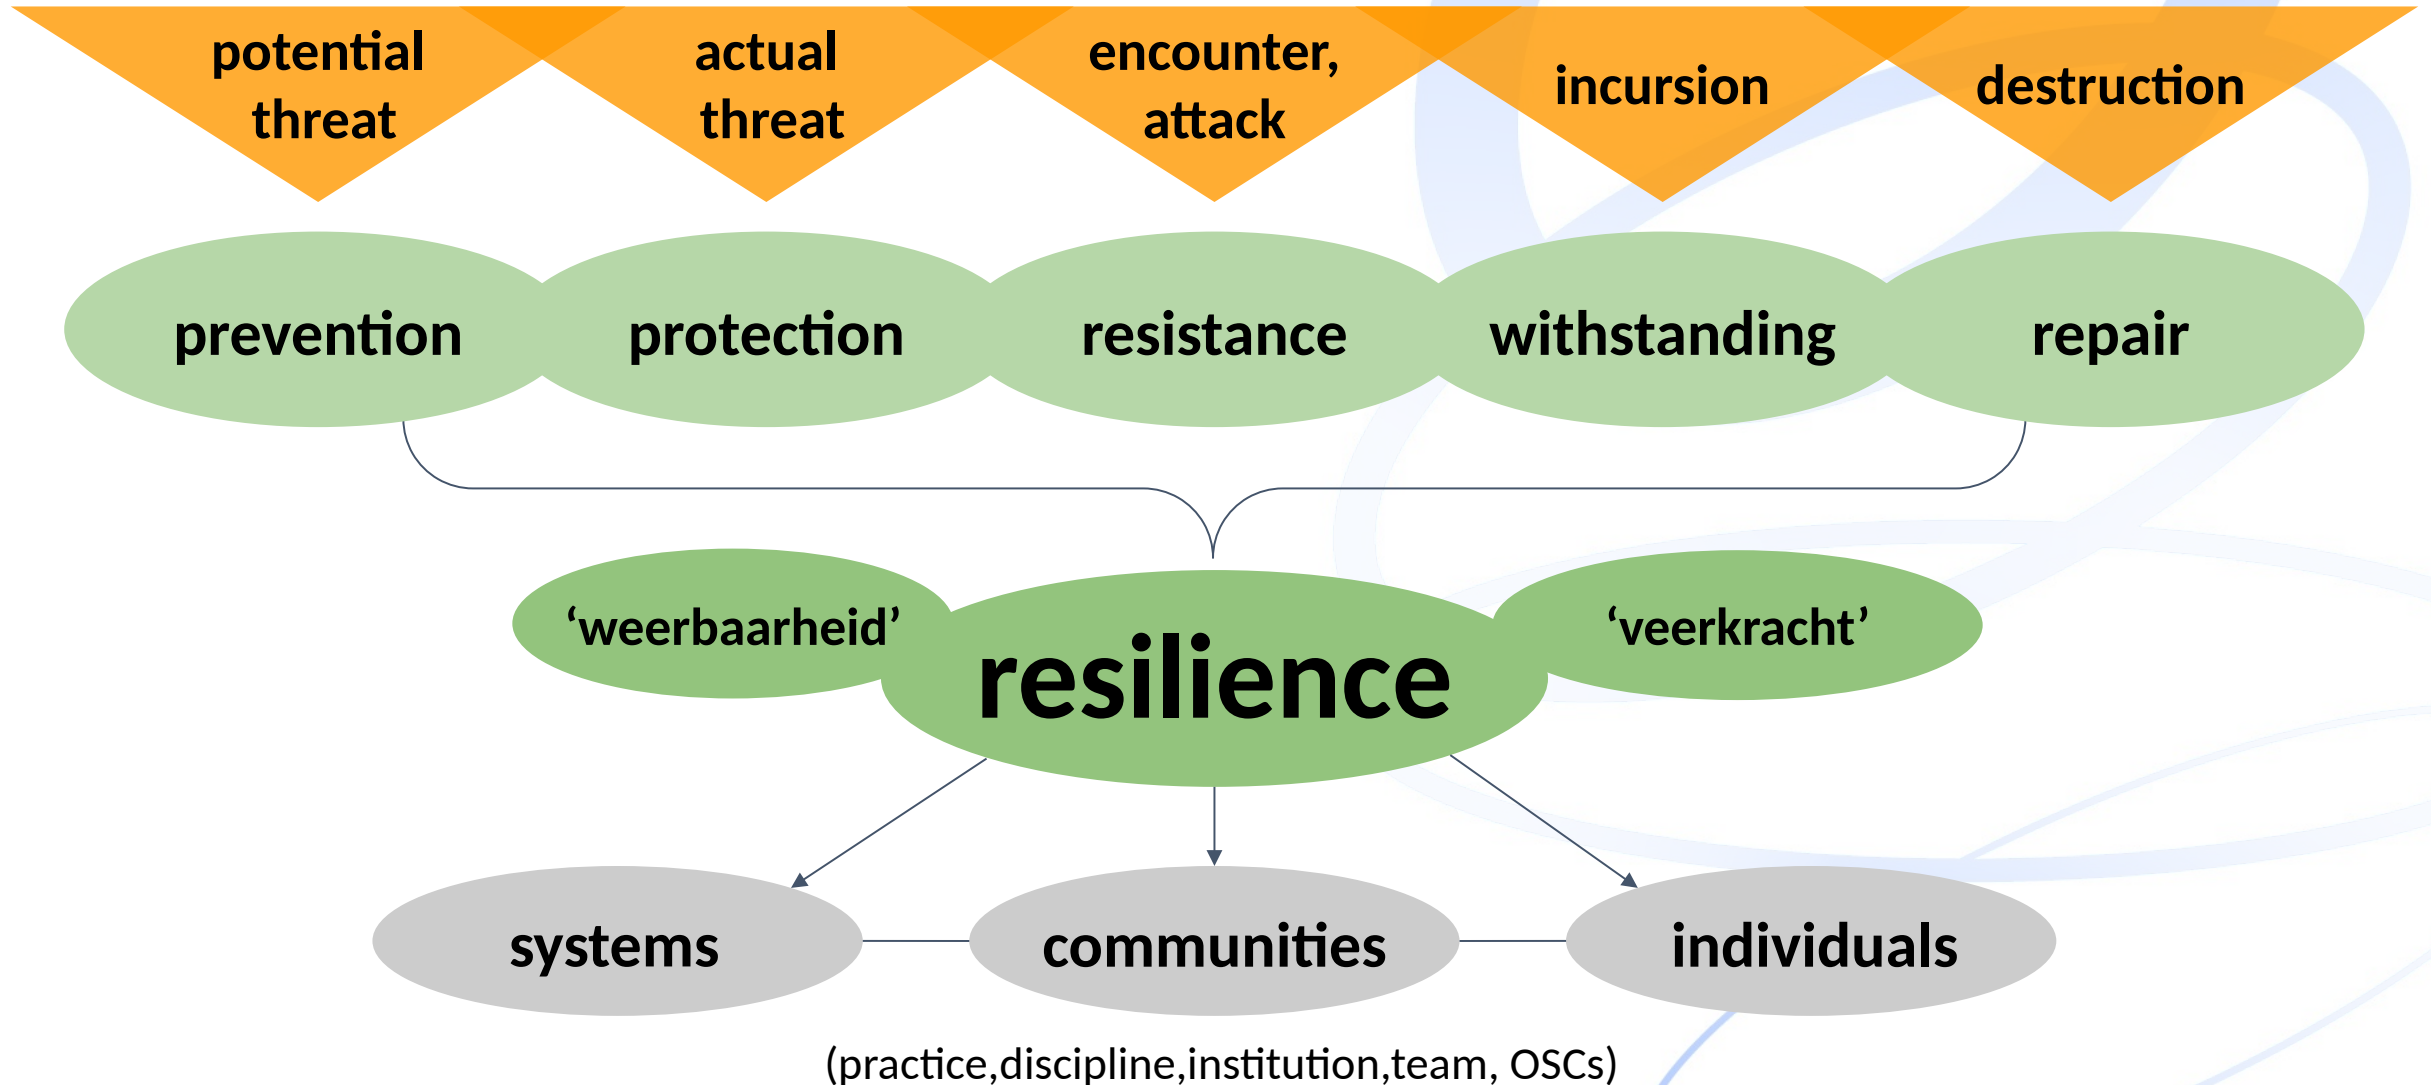 potential
threat
actual
threat
encounter,
attack
incursion
destruction
prevention
protection
resistance
withstanding
repair
‘weerbaarheid’
resilience
‘veerkracht’
systems
communities
individuals
(practice,discipline,institution,team, OSCs)